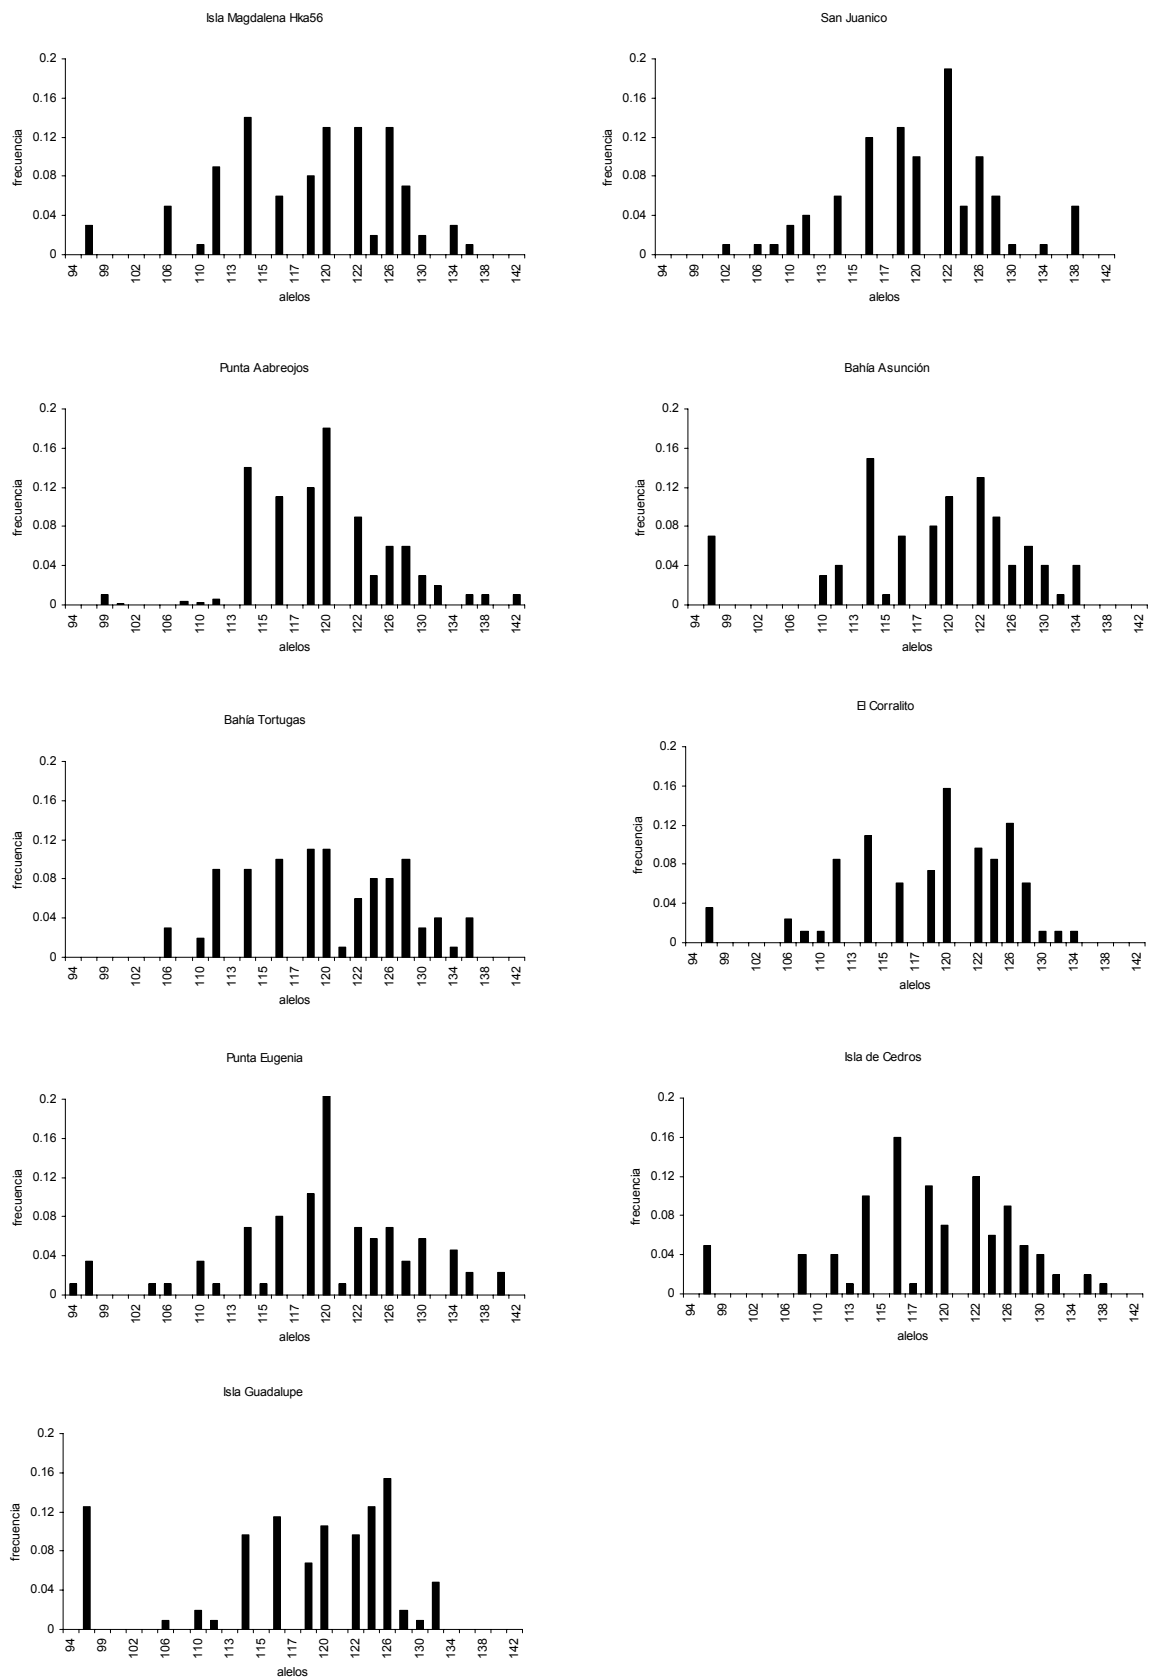 Isla Magdalena Hka56
0.2
0.16
0.12
0.08
0.04
0
frecuencia
94 99 102 106 110 113 115 117 120 122 126 130 134 138 142
alelos
San Juanico
0.2
0.16
0.12
0.08
0.04
0
frecuencia
94 99 102 106 110 113 115 117 120 122 126 130 134 138 142
alelos
Punta Aabreojos
0.2
0.16
0.12
0.08
0.04
0
frecuencia
94 99 102 106 110 113 115 117 120 122 126 130 134 138 142
alelos
Bahía Asunción
0.2
0.16
0.12
0.08
0.04
0
frecuencia
94 99 102 106 110 113 115 117 120 122 126 130 134 138 142
alelos
Bahía Tortugas
0.2
0.16
0.12
0.08
0.04
0
frecuencia
94 99 102 106 110 113 115 117 120 122 126 130 134 138 142
alelos
El Corralito
0.2
0.16
0.12
0.08
0.04
0
frecuencia
94 99 102 106 110 113 115 117 120 122 126 130 134 138 142
alelos
Punta Eugenia
0.2
0.16
0.12
0.08
0.04
0
frecuencia
94 99 102 106 110 113 115 117 120 122 126 130 134 138 142
alelos
Isla de Cedros
0.2
0.16
0.12
0.08
0.04
0
frecuencia
94 99 102 106 110 113 115 117 120 122 126 130 134 138 142
alelos
Isla Guadalupe
0.2
0.16
0.12
0.08
0.04
0
frecuencia
94 99 102 106 110 113 115 117 120 122 126 130 134 138 142
alelos